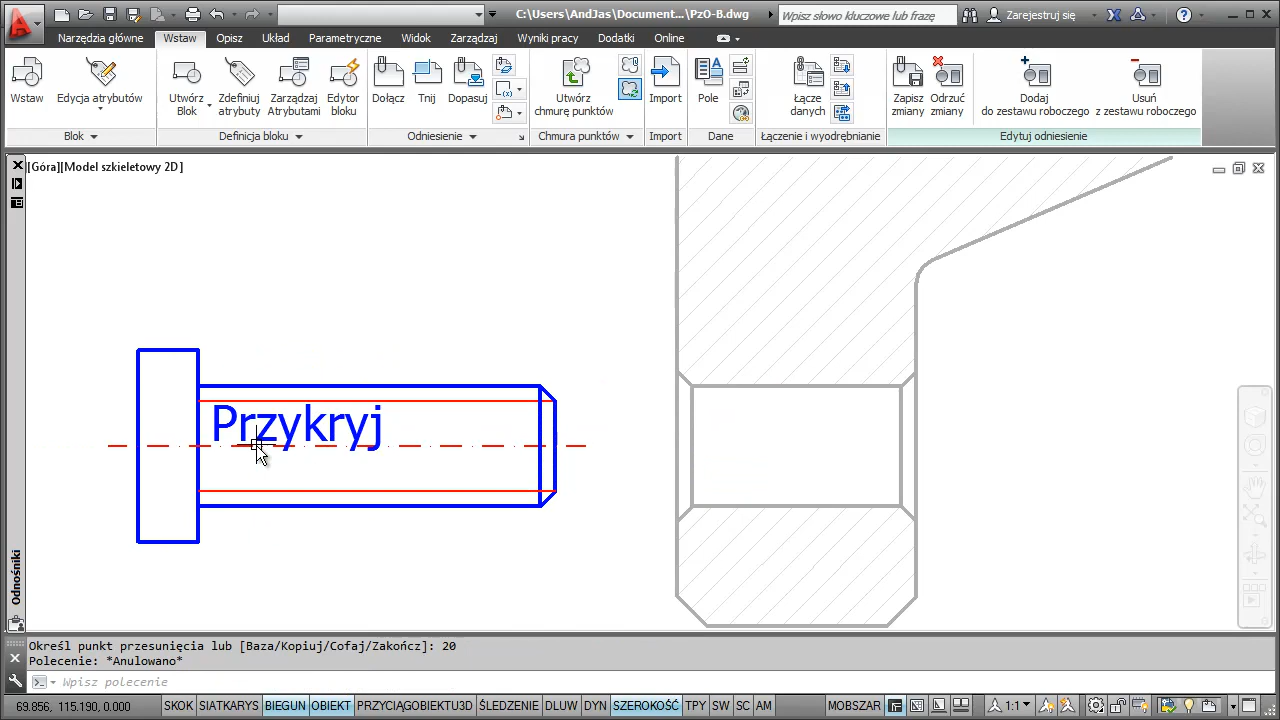 C:\Users\AndJas\Document...\PzO-B.dwg
Wpisz słowo kluczowe lub frazę
Zarejestruj się
Narzędzia główne Wstaw Opisz Układ Parametryczne Widok Zarządzaj Wyniki pracy Dodatki Online
Wstaw
Edycja atrybutów
Utwórz Blok
Zdefiniuj atrybuty
Zarządzaj Atrybutami
Edytor bloku
Dołącz
Tnij
Dopasuj
Utwórz chmurę punktów
Import
Pole
Łącze danych
Zapisz zmiany
Odrzuć zmiany
Dodaj do zestawu roboczego
Usuń z zestawu roboczego
Blok
Definicja bloku
Odniesienie
Chmura punktów
Import
Dane
Łączenie i wyodrębnianie
Edytuj odniesienie
[Góra][Model szkieletowy 2D]
Przykryj
Odnośniki
Określ punkt przesunięcia lub [Baza/Kopiuj/Cofaj/Zakończ]: 20
Polecenie: *Anulowano*
Wpisz polecenie
69.856, 115.190, 0.000 SKOK SIATKARYS BIEGUN OBIEKT PRZYCIĄGOBIEKTU3D ŚLEDZENIE DLUW DYN SZEROKOŚĆ TPY SW SC AM MOBSZAR 1:1